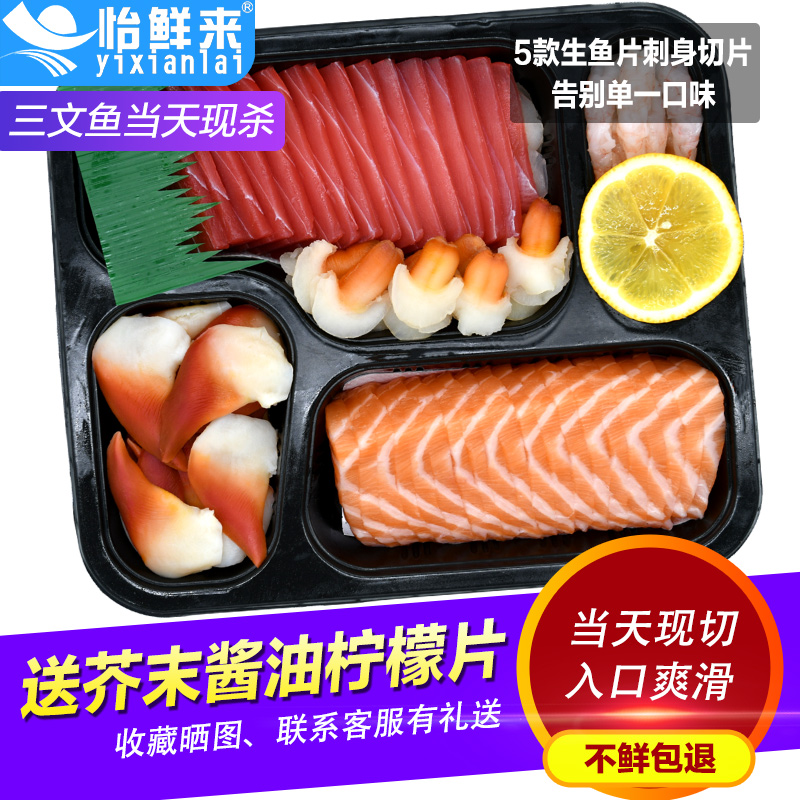 怡鲜来®
yixianlai
三文鱼当天现杀
5款生鱼片刺身切片
告别单一口味
送芥末酱油柠檬片
收藏晒图、联系客服有礼送
当天现切
入口爽滑
不鲜包退